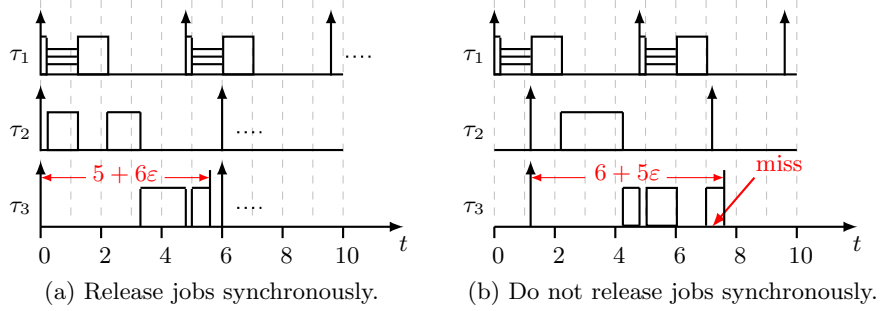 τ1 ....
τ2 ....
5 + 6ε
τ3 ....
0 2 4 6 8 10 t
(a) Release jobs synchronously.
τ1
τ2
6 + 5ε miss
τ3
0 2 4 6 8 10 t
(b) Do not release jobs synchronously.